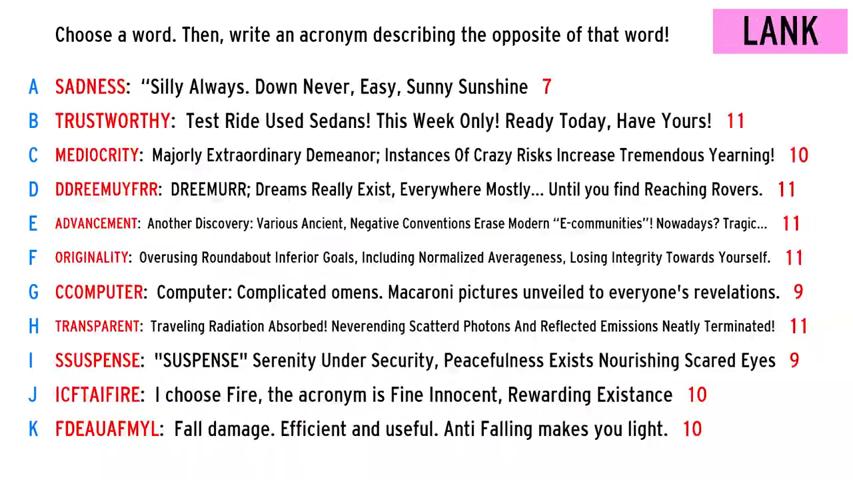 Choose a word. Then, write an acronym describing the opposite of that word!
LANK
A SADNESS: “Silly Always. Down Never, Easy, Sunny Sunshine 7
B TRUSTWORTHY: Test Ride Used Sedans! This Week Only! Ready Today, Have Yours! 11
C MEDIOCRITY: Majorly Extraordinary Demeanor; Instances Of Crazy Risks Increase Tremendous Yearning! 10
D DDREEMUYFRR: DREEMURR; Dreams Really Exist, Everywhere Mostly... Until you find Reaching Rovers. 11
E ADVANCEMENT: Another Discovery: Various Ancient, Negative Conventions Erase Modern "E-communities"! Nowadays? Tragic... 11
F ORIGINALITY: Overusing Roundabout Inferior Goals, Including Normalized Averageness, Losing Integrity Towards Yourself. 11
G CCOMPUTER: Computer: Complicated omens. Macaroni pictures unveiled to everyone's revelations. 9
H TRANSPARENT: Traveling Radiation Absorbed! Neverending Scatterd Photons And Reflected Emissions Neatly Terminated! 11
I SSUSPENSE: "SUSPENSE" Serenity Under Security, Peacefulness Exists Nourishing Scared Eyes 9
J ICFTAIFIRE: I choose Fire, the acronym is Fine Innocent, Rewarding Existance 10
K FDEAUAFMYL: Fall damage. Efficient and useful. Anti Falling makes you light. 10